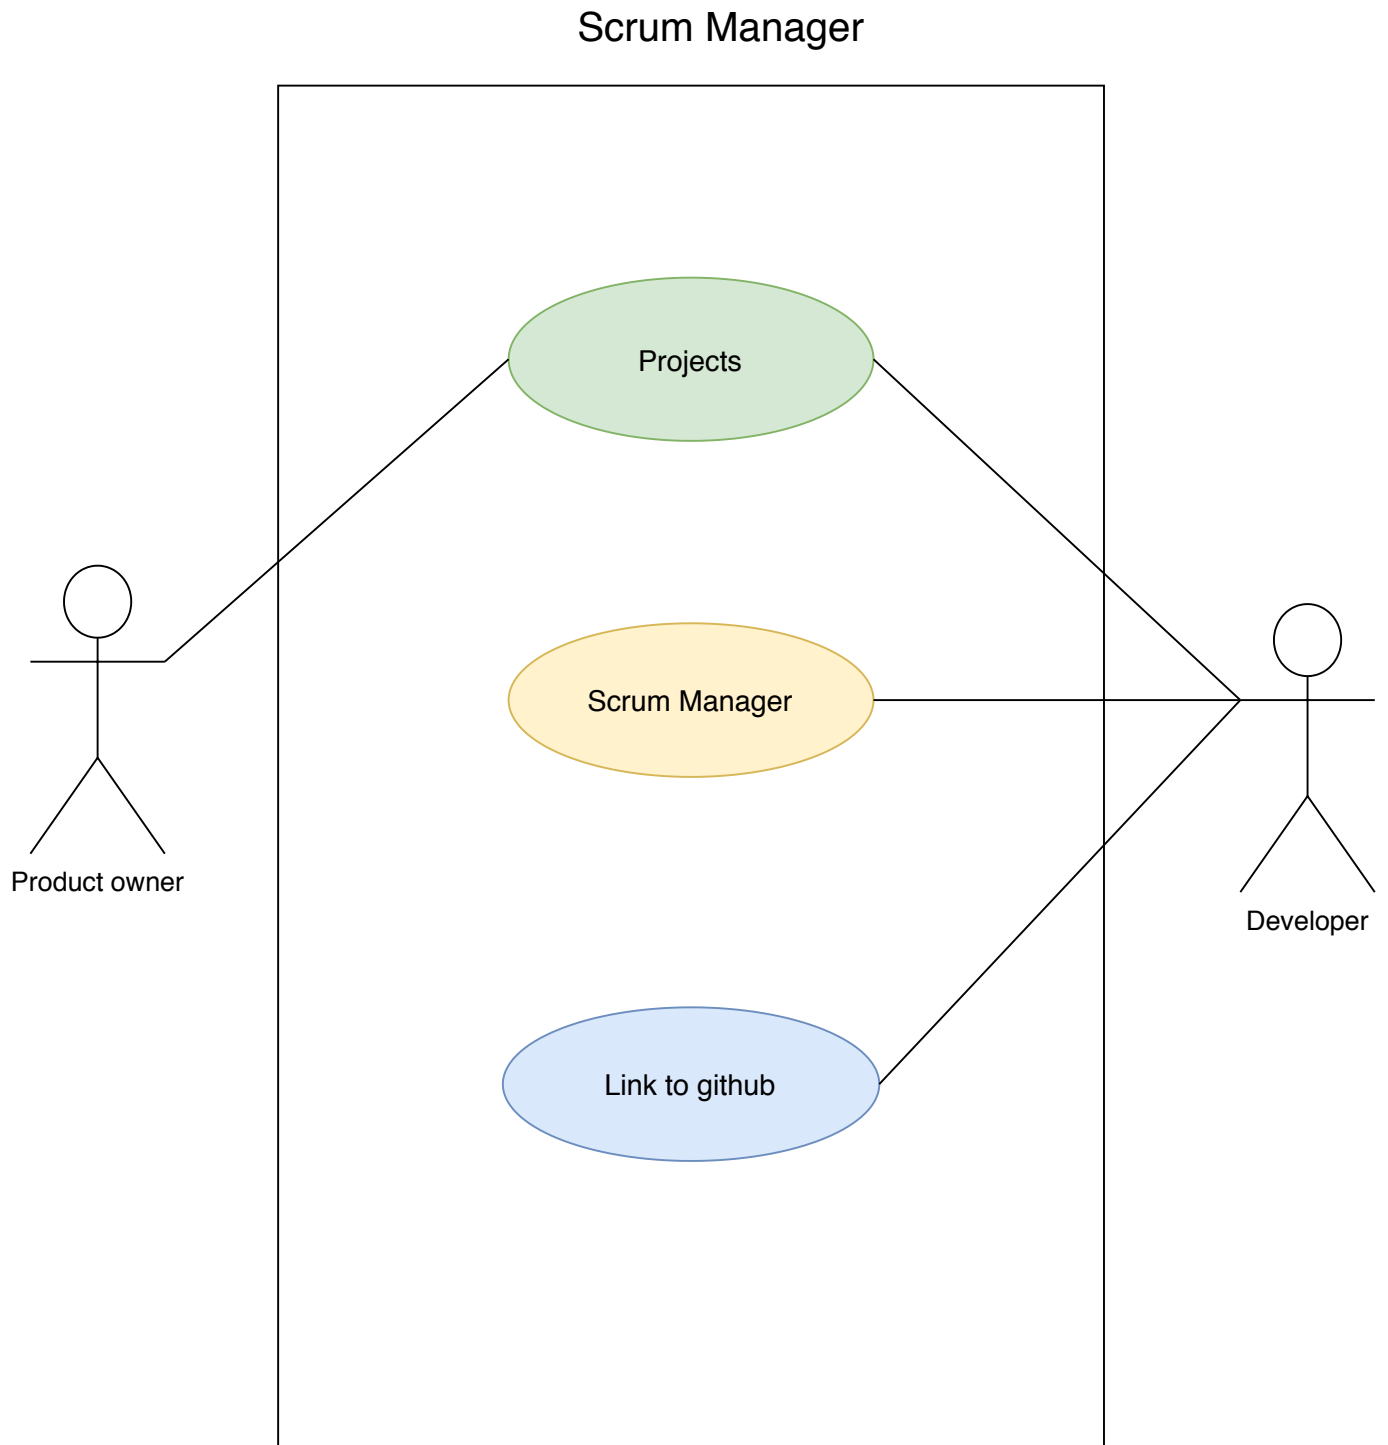 Scrum Manager
Projects
Scrum Manager
Product owner
Developer
Link to github